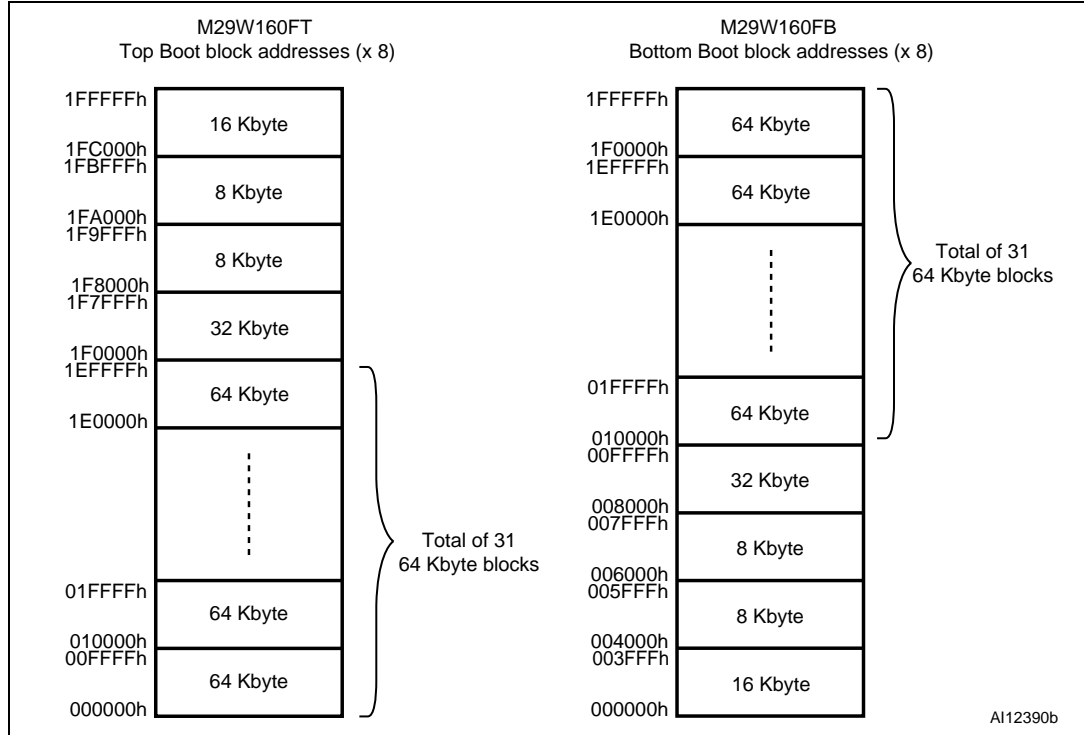 M29W160FT
Top Boot block addresses (x 8)
1FFFFFh
16 Kbyte
1FC000h
1FBFFFh
8 Kbyte
1FA000h
1F9FFFh
8 Kbyte
1F8000h
1F7FFFh
32 Kbyte
1F0000h
1EFFFFh
64 Kbyte
1E0000h
Total of 31
64 Kbyte blocks
01FFFFh
64 Kbyte
010000h
00FFFFh
64 Kbyte
000000h
M29W160FB
Bottom Boot block addresses (x 8)
1FFFFFh
64 Kbyte
1F0000h
1EFFFFh
64 Kbyte
1E0000h
Total of 31
64 Kbyte blocks
01FFFFh
64 Kbyte
010000h
00FFFFh
32 Kbyte
008000h
007FFFh
8 Kbyte
006000h
005FFFh
8 Kbyte
004000h
003FFFh
16 Kbyte
000000h
AI12390b